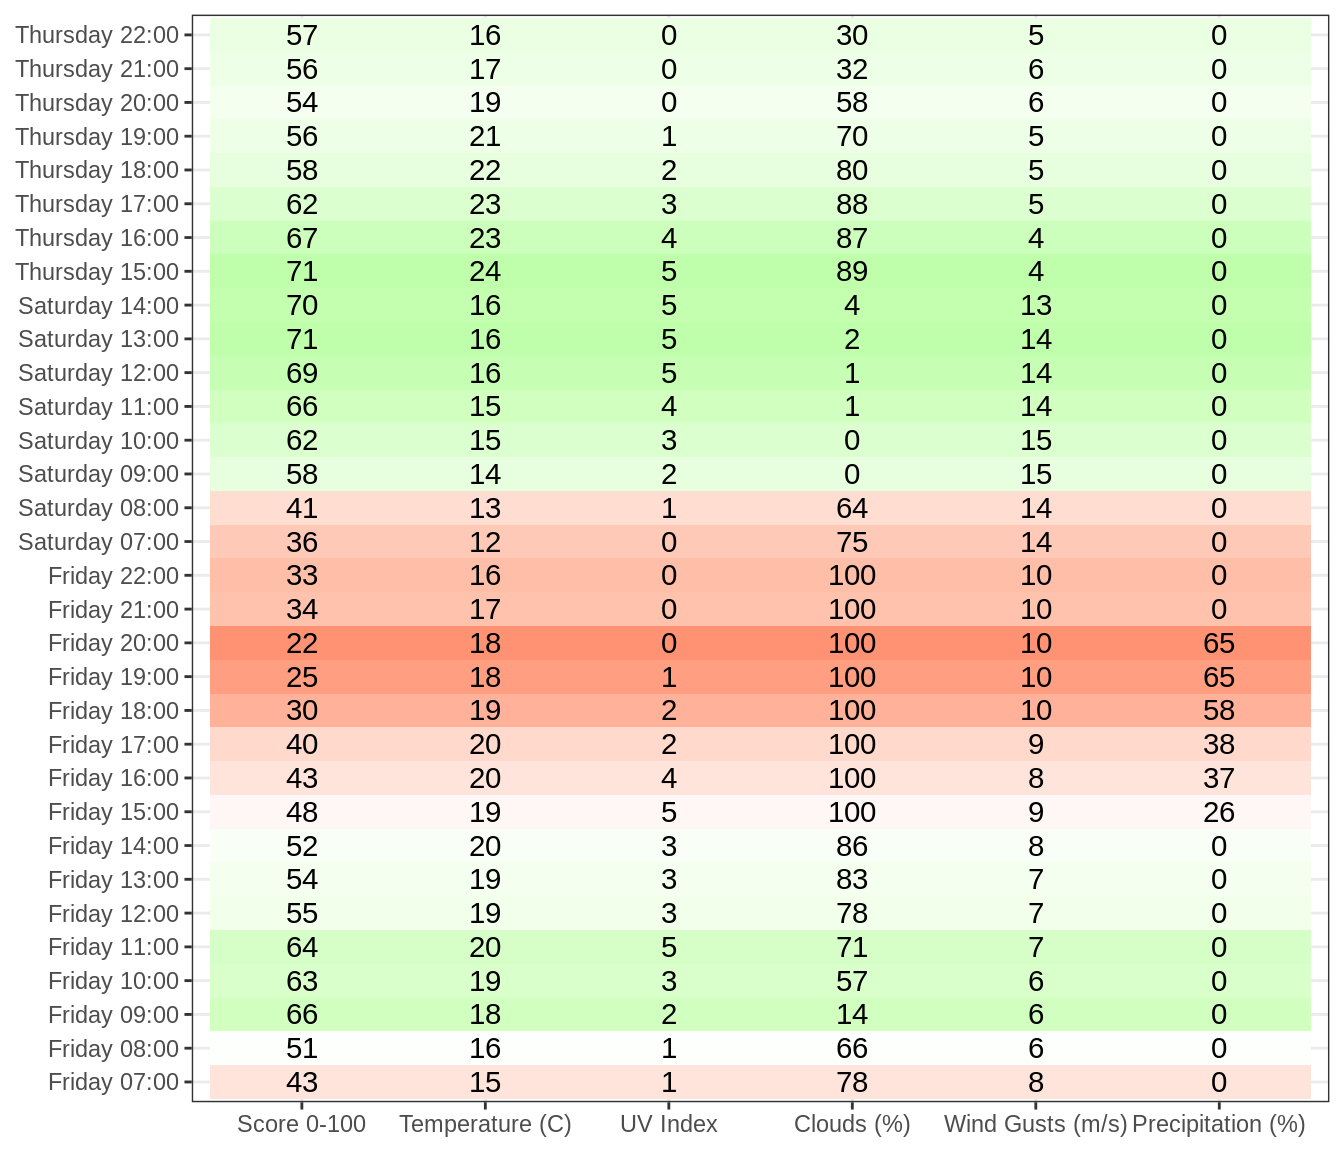 Thursday 22:00 57 16 0 30 5 0
Thursday 21:00 56 17 0 32 6 0
Thursday 20:00 54 19 0 58 6 0
Thursday 19:00 56 21 1 70 5 0
Thursday 18:00 58 22 2 80 5 0
Thursday 17:00 62 23 3 88 5 0
Thursday 16:00 67 23 4 87 4 0
Thursday 15:00 71 24 5 89 4 0
Saturday 14:00 70 16 5 4 13 0
Saturday 13:00 71 16 5 2 14 0
Saturday 12:00 69 16 5 1 14 0
Saturday 11:00 66 15 4 1 14 0
Saturday 10:00 62 15 3 0 15 0
Saturday 09:00 58 14 2 0 15 0
Saturday 08:00 41 13 1 64 14 0
Saturday 07:00 36 12 0 75 14 0
Friday 22:00 33 16 0 100 10 0
Friday 21:00 34 17 0 100 10 0
Friday 20:00 22 18 0 100 10 65
Friday 19:00 25 18 1 100 10 65
Friday 18:00 30 19 2 100 10 58
Friday 17:00 40 20 2 100 9 38
Friday 16:00 43 20 4 100 8 37
Friday 15:00 48 19 5 100 9 26
Friday 14:00 52 20 3 86 8 0
Friday 13:00 54 19 3 83 7 0
Friday 12:00 55 19 3 78 7 0
Friday 11:00 64 20 5 71 7 0
Friday 10:00 63 19 3 57 6 0
Friday 09:00 66 18 2 14 6 0
Friday 08:00 51 16 1 66 6 0
Friday 07:00 43 15 1 78 8 0
Score 0-100 Temperature (C) UV Index Clouds (%) Wind Gusts (m/s) Precipitation (%)